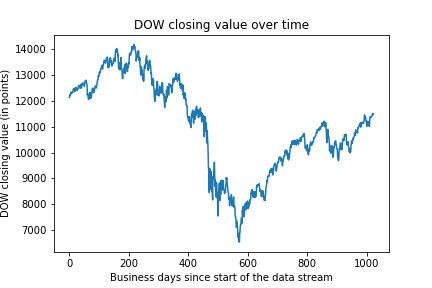 DOW closing value over time
DOW closing value (in points)
14000
13000
12000
11000
10000
9000
8000
7000
0 200 400 600 800 1000
Business days since start of the data stream